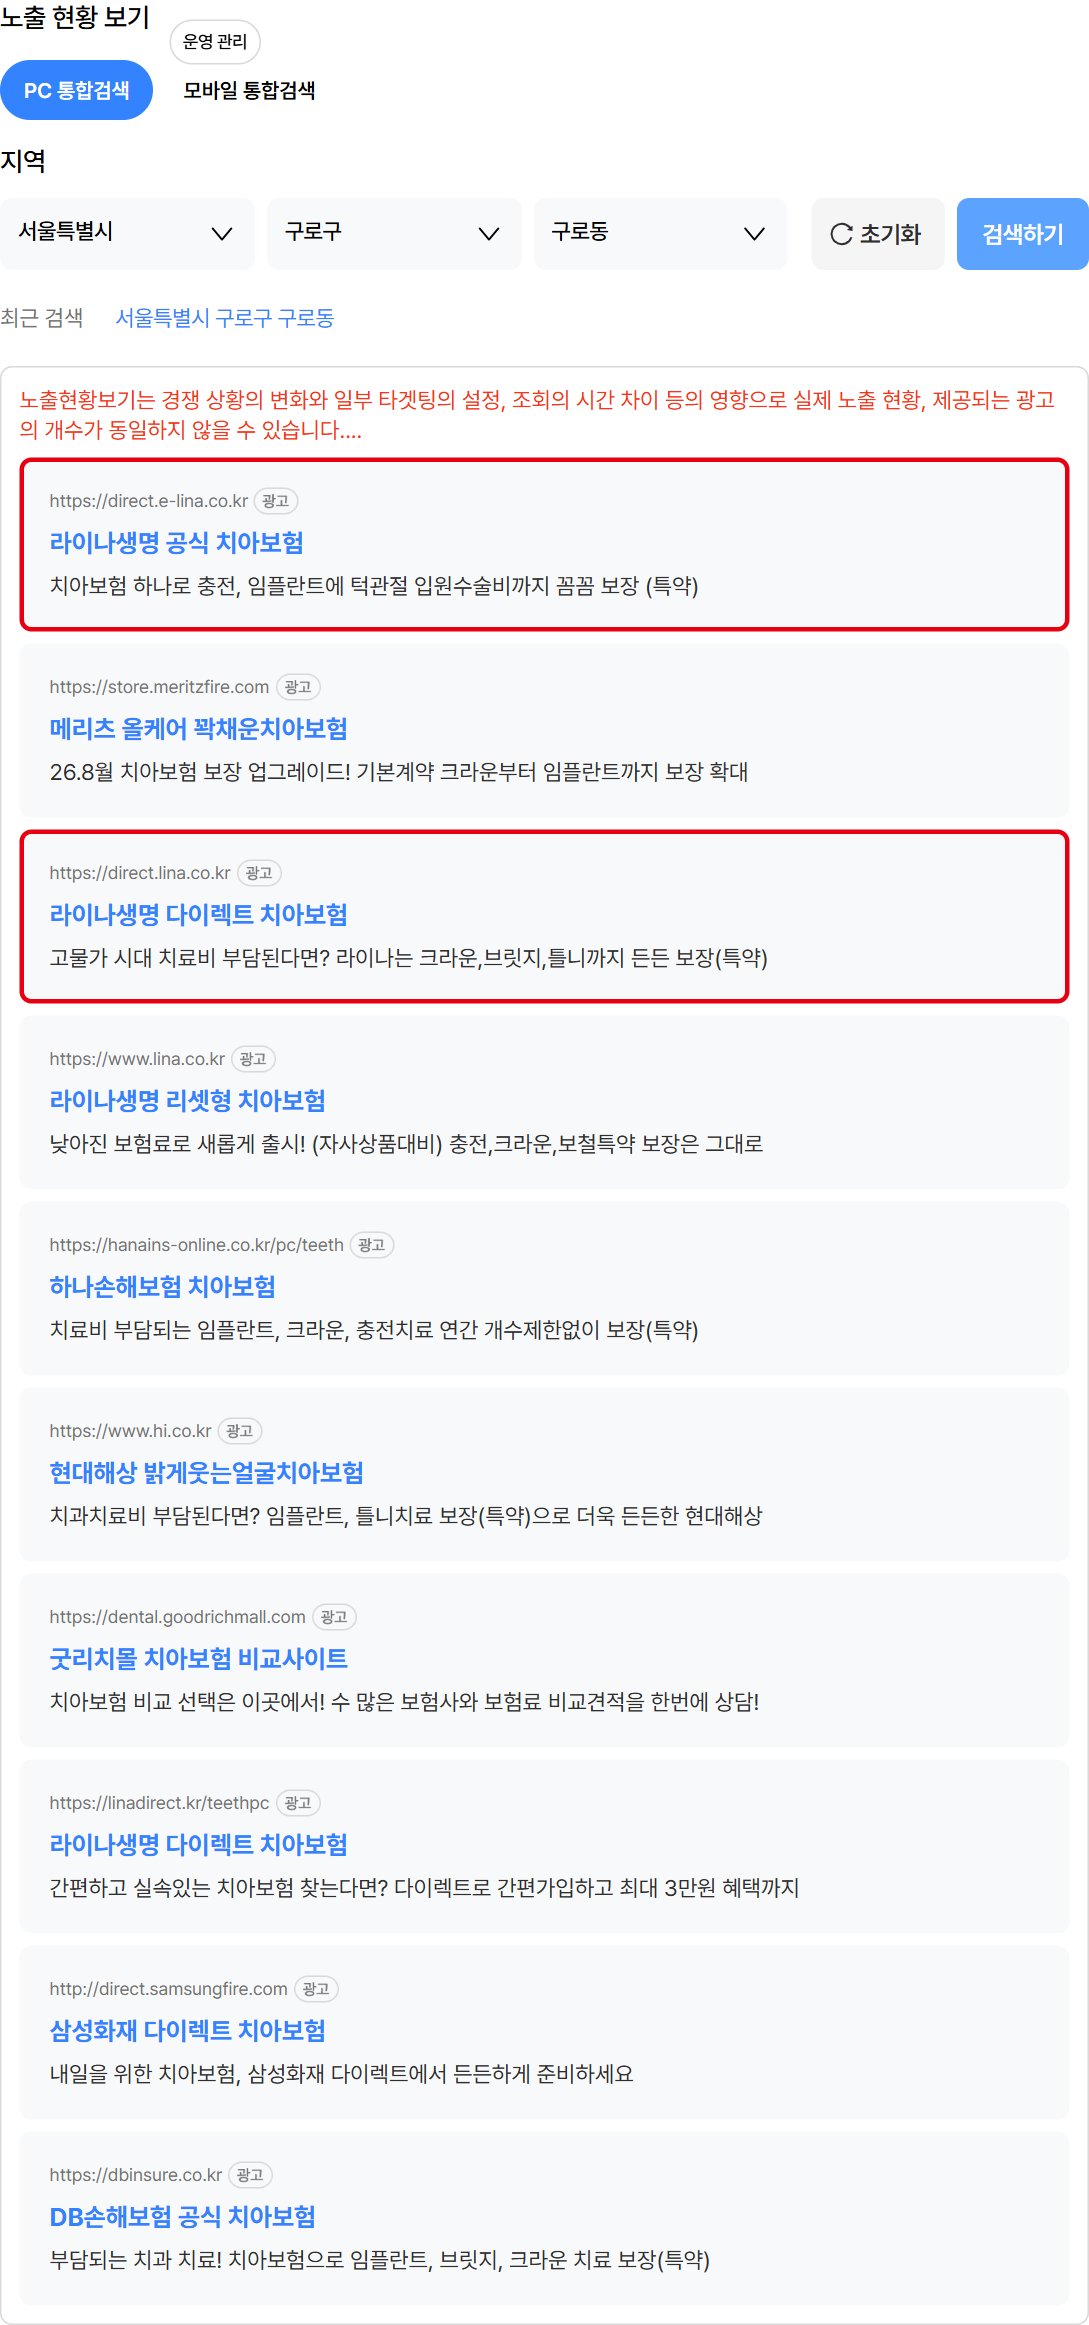 노출 현황 보기
운영 관리
PC 통합검색
모바일 통합검색
지역
서울특별시
구로구
구로동
초기화
검색하기
최근 검색
서울특별시 구로구 구로동
노출현황보기는 경쟁 상황의 변화와 일부 타겟팅의 설정, 조회의 시간 차이 등의 영향으로 실제 노출 현황, 제공되는 광고
의 개수가 동일하지 않을 수 있습니다....
https://direct.e-lina.co.kr 광고
라이나생명 공식 치아보험
치아보험 하나로 충전, 임플란트에 턱관절 입원수술비까지 꼼꼼 보장 (특약)
https://store.meritzfire.com 광고
메리츠 올케어 꽉채운치아보험
26.8월 치아보험 보장 업그레이드! 기본계약 크라운부터 임플란트까지 보장 확대
https://direct.lina.co.kr 광고
라이나생명 다이렉트 치아보험
고물가 시대 치료비 부담된다면? 라이나는 크라운,브릿지,틀니까지 든든 보장(특약)
https://www.lina.co.kr 광고
라이나생명 리셋형 치아보험
낮아진 보험료로 새롭게 출시! (자사상품대비) 충전,크라운,보철특약 보장은 그대로
https://hanains-online.co.kr/pc/teeth 광고
하나손해보험 치아보험
치료비 부담되는 임플란트, 크라운, 충전치료 연간 개수제한없이 보장(특약)
https://www.hi.co.kr 광고
현대해상 밝게웃는얼굴치아보험
치과치료비 부담된다면? 임플란트, 틀니치료 보장(특약)으로 더욱 든든한 현대해상
https://dental.goodrichmall.com 광고
굿리치몰 치아보험 비교사이트
치아보험 비교 선택은 이곳에서! 수 많은 보험사와 보험료 비교견적을 한번에 상담!
https://linadirect.kr/teethpc 광고
라이나생명 다이렉트 치아보험
간편하고 실속있는 치아보험 찾는다면? 다이렉트로 간편가입하고 최대 3만원 혜택까지
http://direct.samsungfire.com 광고
삼성화재 다이렉트 치아보험
내일을 위한 치아보험, 삼성화재 다이렉트에서 든든하게 준비하세요
https://dbinsure.co.kr 광고
DB손해보험 공식 치아보험
부담되는 치과 치료! 치아보험으로 임플란트, 브릿지, 크라운 치료 보장(특약)